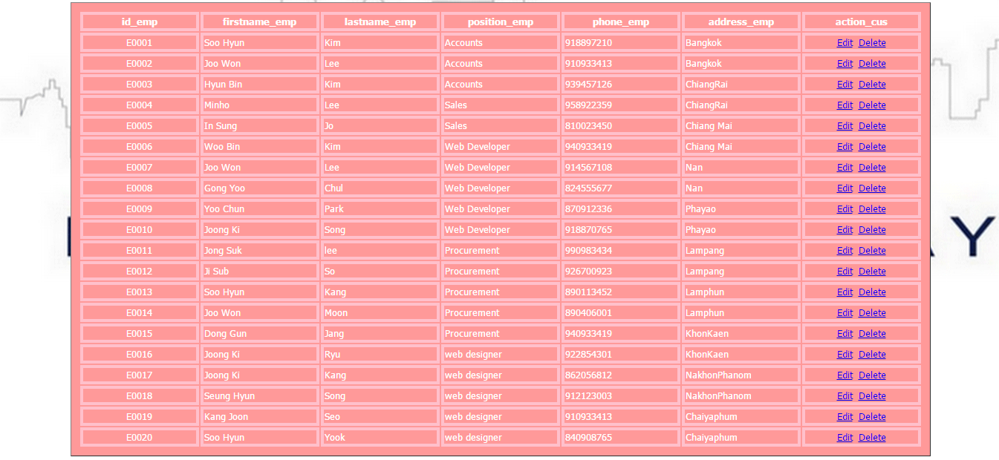 id_emp firstname_emp lastname_emp position_emp phone_emp address_emp action_cus
E0001 Soo Hyun Kim Accounts 918897210 Bangkok Edit Delete
E0002 Joo Won Lee Accounts 910933413 Bangkok Edit Delete
E0003 Hyun Bin Kim Accounts 939457126 ChiangRai Edit Delete
E0004 Minho Lee Sales 958922359 ChiangRai Edit Delete
E0005 In Sung Jo Sales 810023450 Chiang Mai Edit Delete
E0006 Woo Bin Kim Web Developer 940933419 Chiang Mai Edit Delete
E0007 Joo Won Lee Web Developer 914567108 Nan Edit Delete
E0008 Gong Yoo Chul Web Developer 824555677 Nan Edit Delete
E0009 Yoo Chun Park Web Developer 870912336 Phayao Edit Delete
E0010 Joong Ki Song Web Developer 918870765 Phayao Edit Delete
E0011 Jong Suk lee Procurement 990983434 Lampang Edit Delete
E0012 Ji Sub So Procurement 926700923 Lampang Edit Delete
E0013 Soo Hyun Kang Procurement 890113452 Lamphun Edit Delete
E0014 Joo Won Moon Procurement 890406001 Lamphun Edit Delete
E0015 Dong Gun Jang Procurement 940933419 KhonKaen Edit Delete
E0016 Joong Ki Ryu web designer 922854301 KhonKaen Edit Delete
E0017 Joong Ki Kang web designer 862056812 NakhonPhanom Edit Delete
E0018 Seung Hyun Song web designer 912123003 NakhonPhanom Edit Delete
E0019 Kang Joon Seo web designer 910933413 Chaiyaphum Edit Delete
E0020 Soo Hyun Yook web designer 840908765 Chaiyaphum Edit Delete